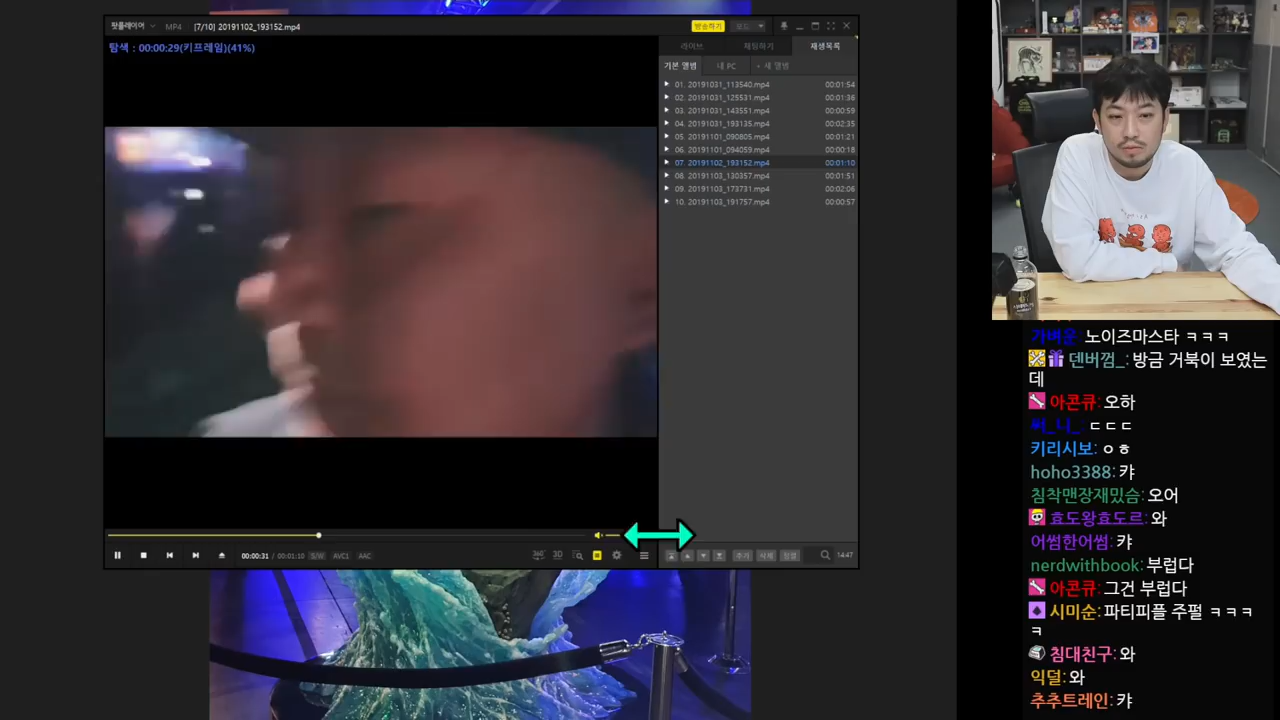 팟플레이어 MP4 [7/10] 20191102_193152.mp4
방송하기 보드
탐색 : 00:00:29(키프레임)(41%)
라이브 채팅하기 재생목록
기본 앨범 내 PC + 새 앨범
01. 20191031_113540.mp4 00:01:54
02. 20191031_125531.mp4 00:01:36
03. 20191031_143551.mp4 00:00:59
04. 20191031_193135.mp4 00:02:35
05. 20191101_090805.mp4 00:01:21
06. 20191101_094059.mp4 00:00:18
07. 20191102_193152.mp4 00:01:10
08. 20191103_130357.mp4 00:01:51
09. 20191103_173731.mp4 00:02:06
10. 20191103_191757.mp4 00:00:57
00:00:31 / 00:01:10 S/W AVC1 AAC
360° 3D
추가 삭제 정렬 14:47
가벼운: 노이즈마스타 ㅋㅋㅋ
덴버껌_: 방금 거북이 보였는
데
아콘큐: 오하
ㄷㄷㄷ
키리시보: ㅇㅎ
hoho3388: 캬
침착맨장재밌슴: 오어
효도왕효도르: 와
어썸한어썸: 캬
nerdwithbook: 부럽다
아콘큐: 그건 부럽다
시미순: 파티피플 주펄 ㅋㅋㅋ
ㅋ
침대친구: 와
익덜: 와
추추트레인: 캬